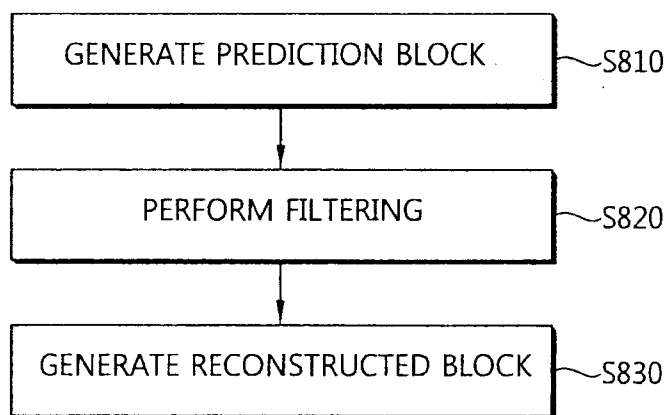 GENERATE PREDICTION BLOCK S810
PERFORM FILTERING S820
GENERATE RECONSTRUCTED BLOCK S830